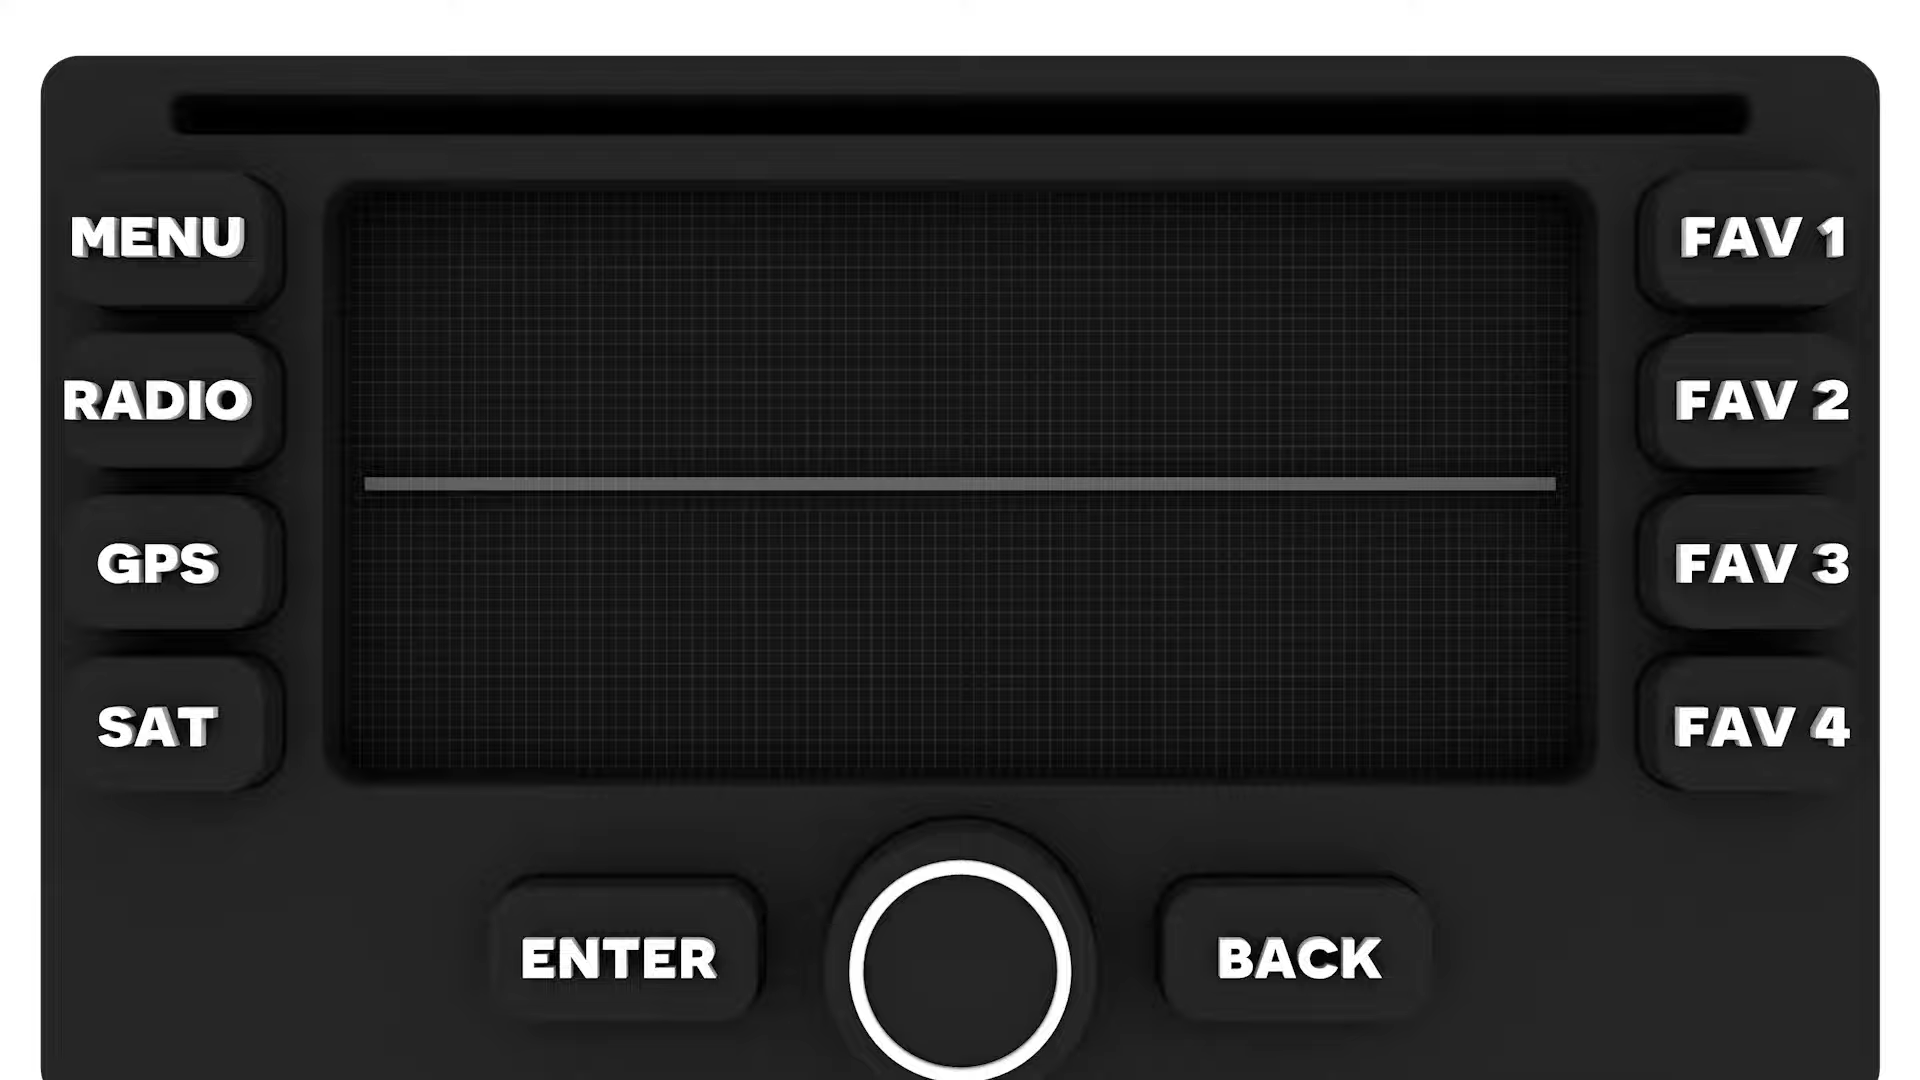 MENU
RADIO
GPS
SAT
FAV 1
FAV 2
FAV 3
FAV 4
ENTER
BACK